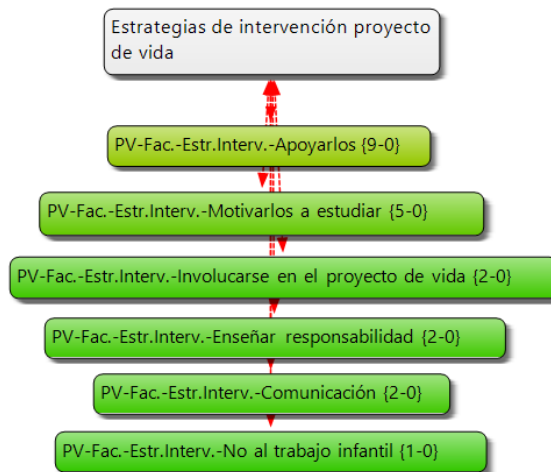 Estrategias de intervención proyecto
de vida
PV-Fac.-Estr.Interv.-Apoyarlos {9-0}
PV-Fac.-Estr.Interv.-Motivarlos a estudiar {5-0}
PV-Fac.-Estr.Interv.-Involucarse en el proyecto de vida {2-0}
PV-Fac.-Estr.Interv.-Enseñar responsabilidad {2-0}
PV-Fac.-Estr.Interv.-Comunicación {2-0}
PV-Fac.-Estr.Interv.-No al trabajo infantil {1-0}